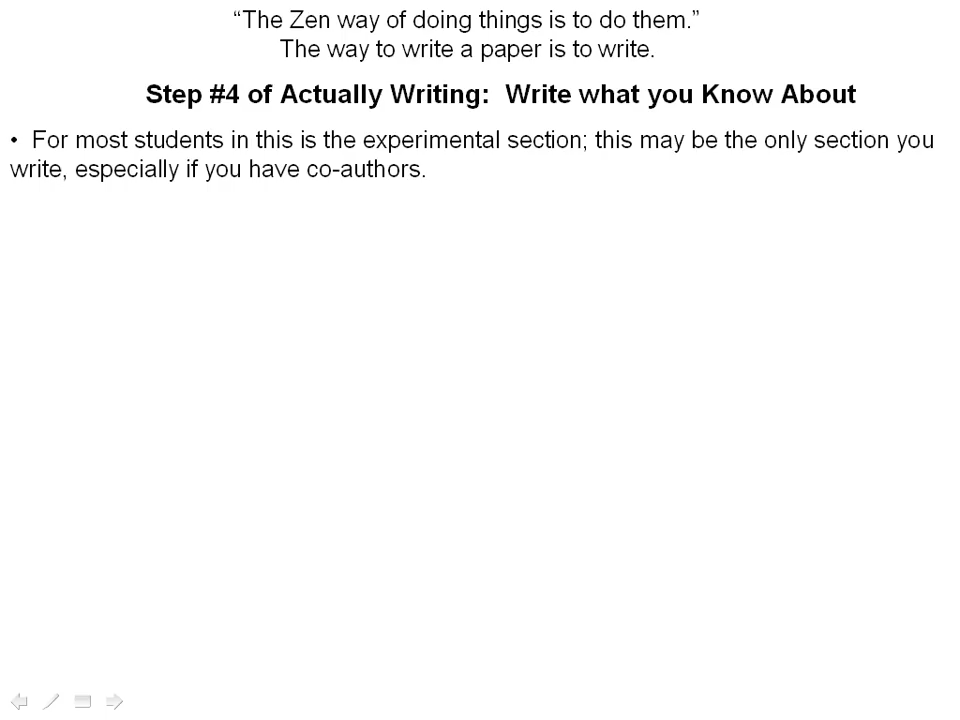 “The Zen way of doing things is to do them.”
The way to write a paper is to write.
Step #4 of Actually Writing:  Write what you Know About
•  For most students in this is the experimental section; this may be the only section you
write, especially if you have co-authors.